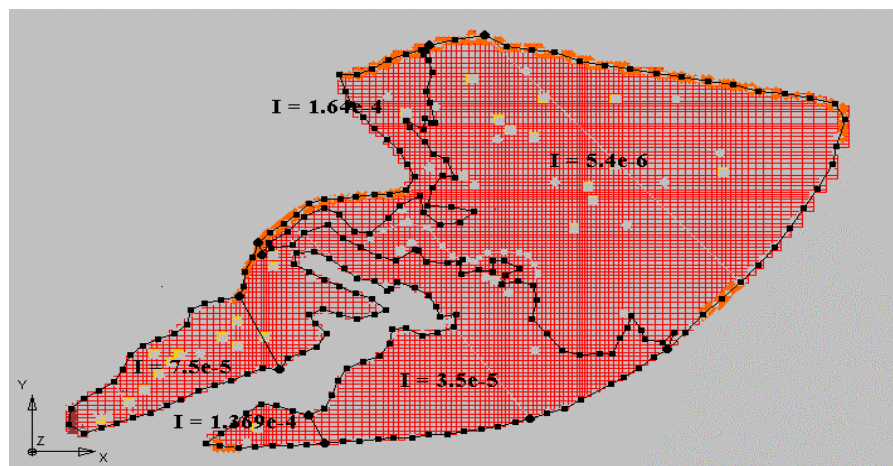 I = 1.64e-4
I = 5.4e-6
I = 7.5e-5
I = 3.5e-5
I = 1.369e-4
Y
Z
X